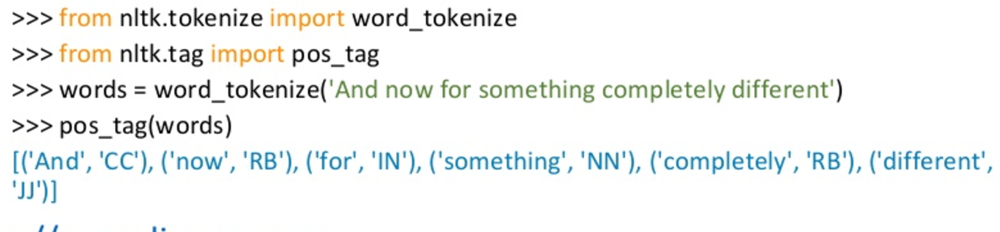 >>> from nltk.tokenize import word_tokenize
>>> from nltk.tag import pos_tag
>>> words = word_tokenize('And now for something completely different')
>>> pos_tag(words)
[('And', 'CC'), ('now', 'RB'), ('for', 'IN'), ('something', 'NN'), ('completely', 'RB'), ('different',
'JJ')]